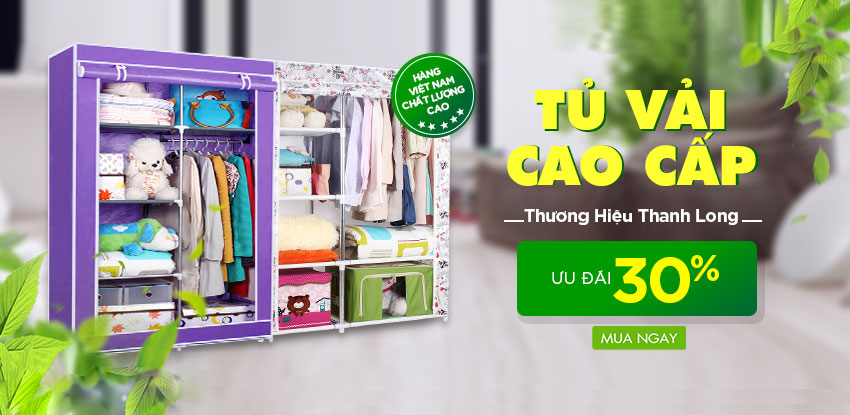 HÀNG
VIỆT NAM
CHẤT LƯỢNG
CAO
TỦ VẢI
CAO CẤP
Thương Hiệu Thanh Long
ƯU ĐÃI 30%
MUA NGAY